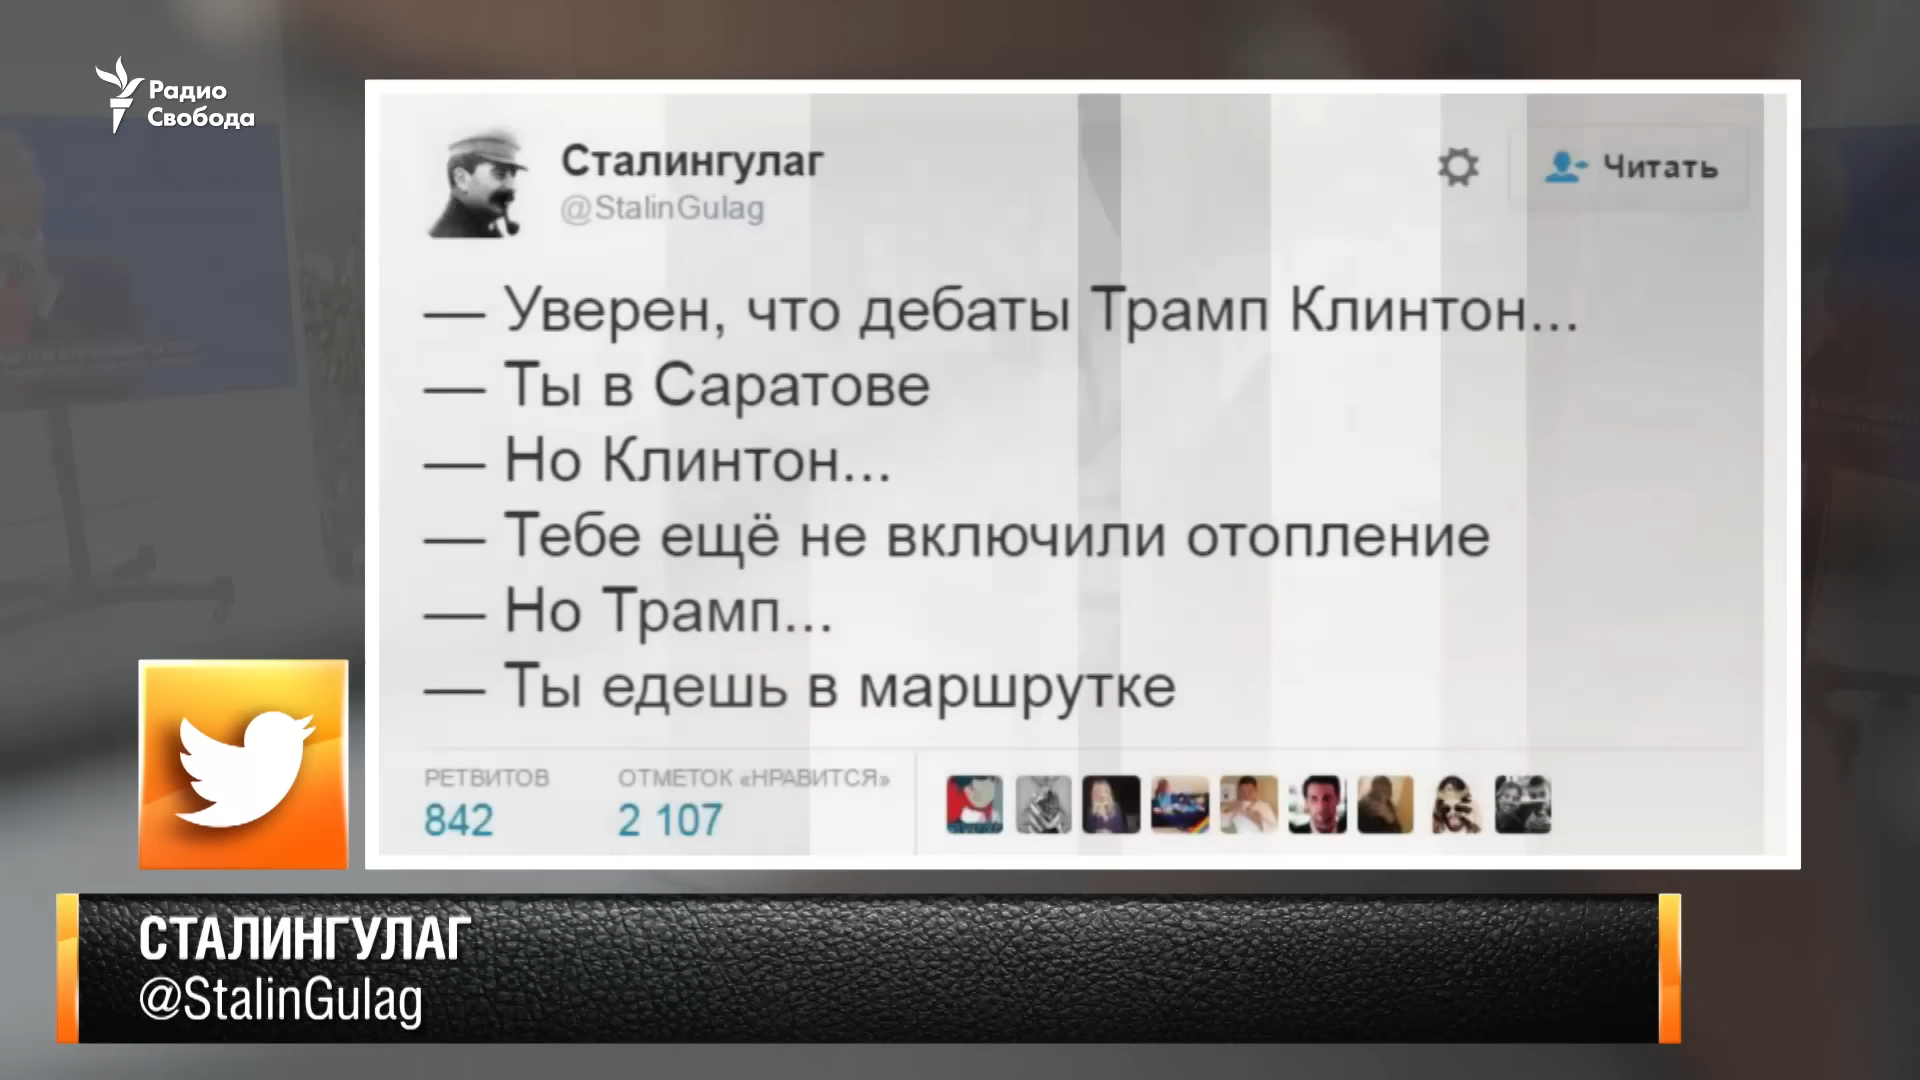 Радио
Свобода
Сталингулаг
@StalinGulag
Читать
— Уверен, что дебаты Трамп Клинтон...
— Ты в Саратове
— Но Клинтон...
— Тебе ещё не включили отопление
— Но Трамп...
— Ты едешь в маршрутке
РЕТВИТОВ
842
ОТМЕТОК «НРАВИТСЯ»
2 107
СТАЛИНГУЛАГ
@StalinGulag